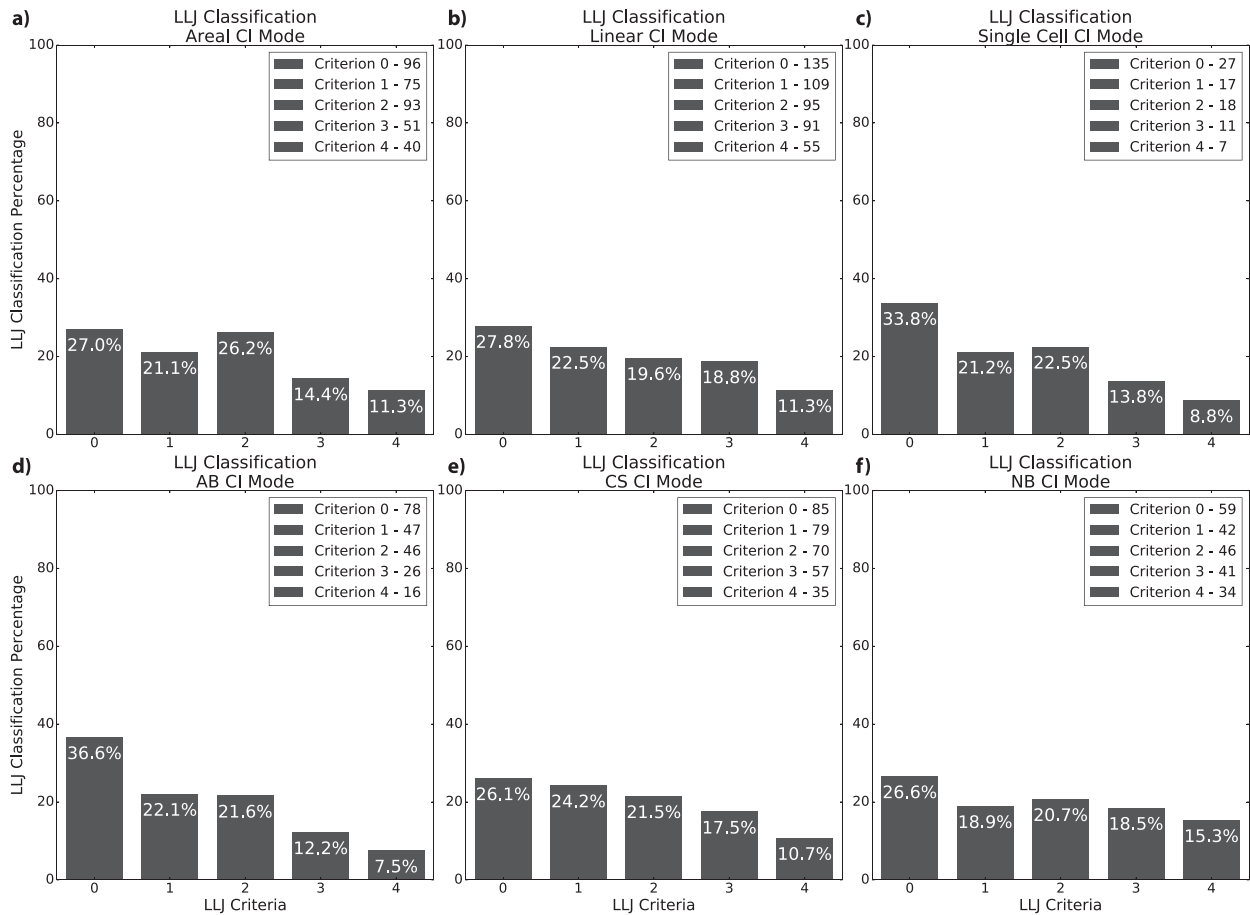 a)
LLJ Classification
Areal CI Mode
100
80
60
40
20
0
LLJ Classification Percentage
Criterion 0 - 96
Criterion 1 - 75
Criterion 2 - 93
Criterion 3 - 51
Criterion 4 - 40
27.0%
21.1%
26.2%
14.4%
11.3%
0 1 2 3 4
b)
LLJ Classification
Linear CI Mode
100
80
60
40
20
0
Criterion 0 - 135
Criterion 1 - 109
Criterion 2 - 95
Criterion 3 - 91
Criterion 4 - 55
27.8%
22.5%
19.6%
18.8%
11.3%
0 1 2 3 4
c)
LLJ Classification
Single Cell CI Mode
100
80
60
40
20
0
Criterion 0 - 27
Criterion 1 - 17
Criterion 2 - 18
Criterion 3 - 11
Criterion 4 - 7
33.8%
21.2%
22.5%
13.8%
8.8%
0 1 2 3 4
d)
LLJ Classification
AB CI Mode
100
80
60
40
20
0
LLJ Classification Percentage
Criterion 0 - 78
Criterion 1 - 47
Criterion 2 - 46
Criterion 3 - 26
Criterion 4 - 16
36.6%
22.1%
21.6%
12.2%
7.5%
0 1 2 3 4
LLJ Criteria
e)
LLJ Classification
CS CI Mode
100
80
60
40
20
0
Criterion 0 - 85
Criterion 1 - 79
Criterion 2 - 70
Criterion 3 - 57
Criterion 4 - 35
26.1%
24.2%
21.5%
17.5%
10.7%
0 1 2 3 4
LLJ Criteria
f)
LLJ Classification
NB CI Mode
100
80
60
40
20
0
Criterion 0 - 59
Criterion 1 - 42
Criterion 2 - 46
Criterion 3 - 41
Criterion 4 - 34
26.6%
18.9%
20.7%
18.5%
15.3%
0 1 2 3 4
LLJ Criteria